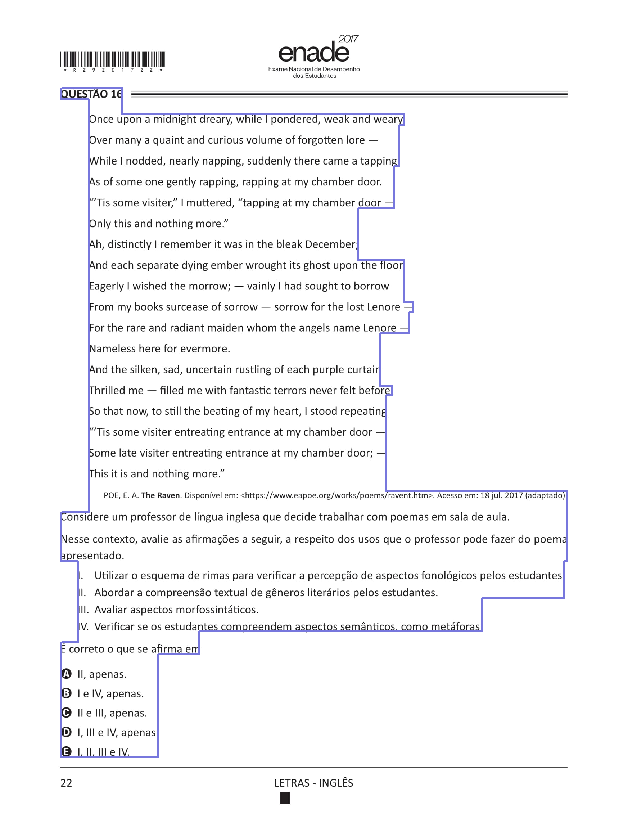 *R29201722*
enade 2017
Exame Nacional de Desempenho
dos Estudantes
QUESTÃO 16
Once upon a midnight dreary, while I pondered, weak and weary
Over many a quaint and curious volume of forgotten lore —
While I nodded, nearly napping, suddenly there came a tapping
As of some one gently rapping, rapping at my chamber door.
“’Tis some visiter,” I muttered, “tapping at my chamber door —
Only this and nothing more.”
Ah, distinctly I remember it was in the bleak December,
And each separate dying ember wrought its ghost upon the floor
Eagerly I wished the morrow; — vainly I had sought to borrow
From my books surcease of sorrow — sorrow for the lost Lenore —
For the rare and radiant maiden whom the angels name Lenore —
Nameless here for evermore.
And the silken, sad, uncertain rustling of each purple curtain
Thrilled me — filled me with fantastic terrors never felt before
So that now, to still the beating of my heart, I stood repeating
“’Tis some visiter entreating entrance at my chamber door —
Some late visiter entreating entrance at my chamber door; —
This it is and nothing more.”
POE, E. A. The Raven. Disponível em: <https://www.eapoe.org/works/poems/ravent.htm>. Acesso em: 18 jul. 2017 (adaptado)
Considere um professor de língua inglesa que decide trabalhar com poemas em sala de aula.
Nesse contexto, avalie as afirmações a seguir, a respeito dos usos que o professor pode fazer do poema
apresentado.
I. Utilizar o esquema de rimas para verificar a percepção de aspectos fonológicos pelos estudantes
II. Abordar a compreensão textual de gêneros literários pelos estudantes.
III. Avaliar aspectos morfossintáticos.
IV. Verificar se os estudantes compreendem aspectos semânticos, como metáforas
É correto o que se afirma em
A II, apenas.
B I e IV, apenas.
C II e III, apenas.
D I, III e IV, apenas
E I, II, III e IV.
22
LETRAS - INGLÊS